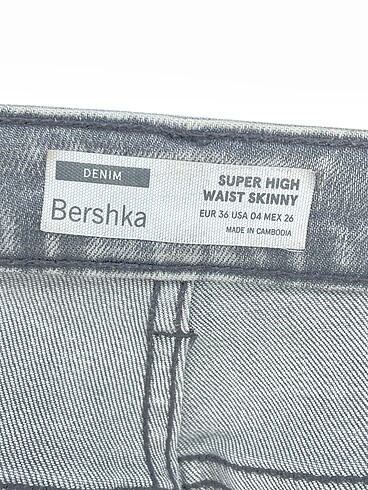 DENIM
Bershka
SUPER HIGH
WAIST SKINNY
EUR 36 USA 04 MEX 26
MADE IN CAMBODIA